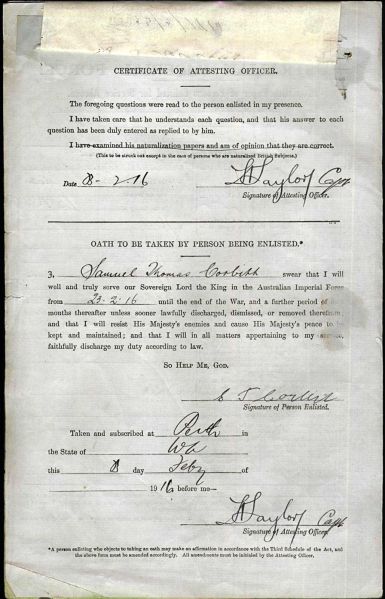 CERTIFICATE OF ATTESTING OFFICER.
The foregoing questions were read to the person enlisted in my presence.
I have taken care that he understands each question, and that his answer to each
question has been duly entered as replied to by him.
I have examined his naturalization papers and am of opinion that they are correct.
(This to be struck out except in the case of persons who are naturalized British Subjects.)
Date 8-2-16
Taylor Capt
Signature of Attesting Officer.
OATH TO BE TAKEN BY PERSON BEING ENLISTED.*
I, Samuel Thomas Corbett swear that I will
well and truly serve our Sovereign Lord the King in the Australian Imperial Force
from 23-2-16 until the end of the War, and a further period of
months thereafter unless sooner lawfully discharged, dismissed, or removed therefrom
and that I will resist His Majesty's enemies and cause His Majesty's peace to be
kept and maintained; and that I will in all matters appertaining to my service,
faithfully discharge my duty according to law.
SO HELP ME, GOD.
S T Corbett
Signature of Person Enlisted.
Taken and subscribed at Perth in
the State of WA
this 8 day Feby of
1916 before me—
Taylor Capt
Signature of Attesting Officer.
*A person enlisting who objects to taking an oath may make an affirmation in accordance with the Third Schedule of the Act, and
the above form must be amended accordingly. All amendments must be initialed by the Attesting Officer.